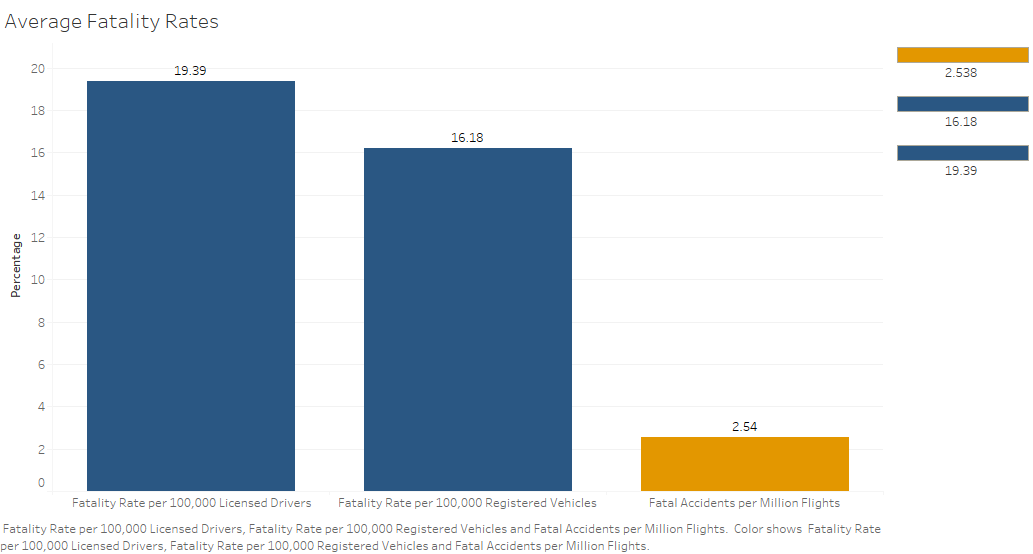 Average Fatality Rates
20
18
16
14
12
10
8
6
4
2
0
Percentage
19.39
16.18
2.54
Fatality Rate per 100,000 Licensed Drivers
Fatality Rate per 100,000 Registered Vehicles
Fatal Accidents per Million Flights
2.538
16.18
19.39
Fatality Rate per 100,000 Licensed Drivers, Fatality Rate per 100,000 Registered Vehicles and Fatal Accidents per Million Flights.  Color shows  Fatality Rate
per 100,000 Licensed Drivers, Fatality Rate per 100,000 Registered Vehicles and Fatal Accidents per Million Flights.